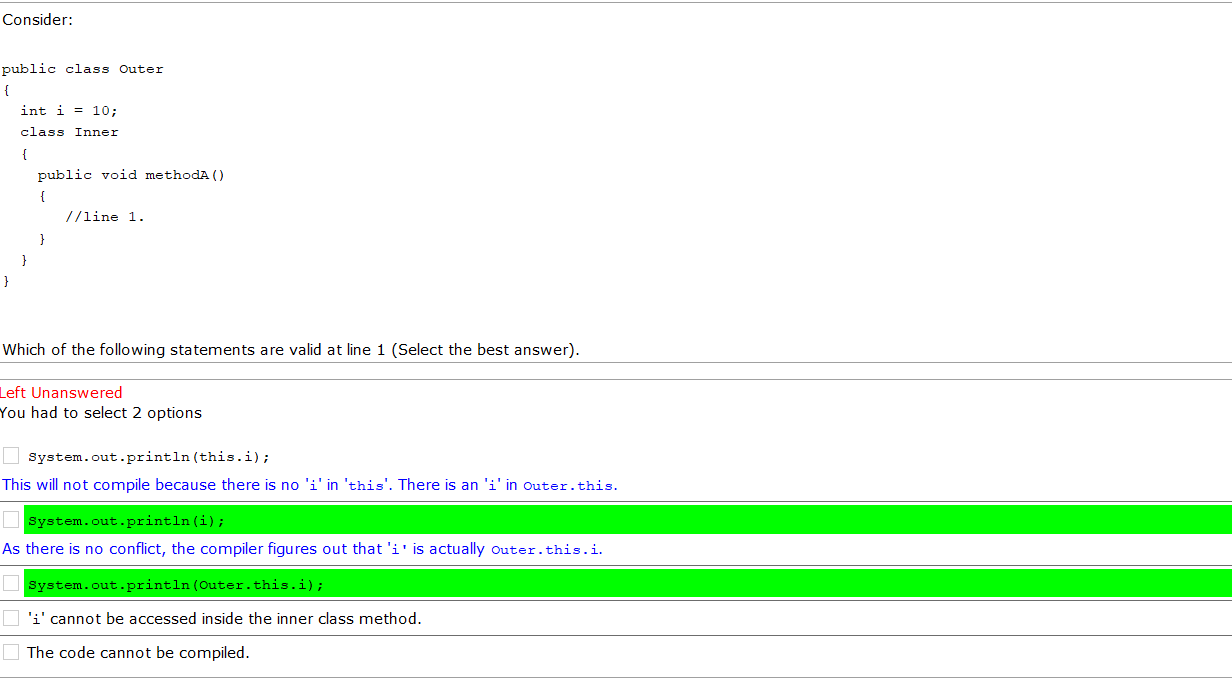 Consider:
public class Outer
{
int i = 10;
class Inner
{
public void methodA()
{
//line 1.
}
}
}
Which of the following statements are valid at line 1 (Select the best answer).
Left Unanswered
You had to select 2 options
System.out.println(this.i);
This will not compile because there is no 'i' in 'this'. There is an 'i' in Outer.this.
System.out.println(i);
As there is no conflict, the compiler figures out that 'i' is actually Outer.this.i.
System.out.println(Outer.this.i);
'i' cannot be accessed inside the inner class method.
The code cannot be compiled.